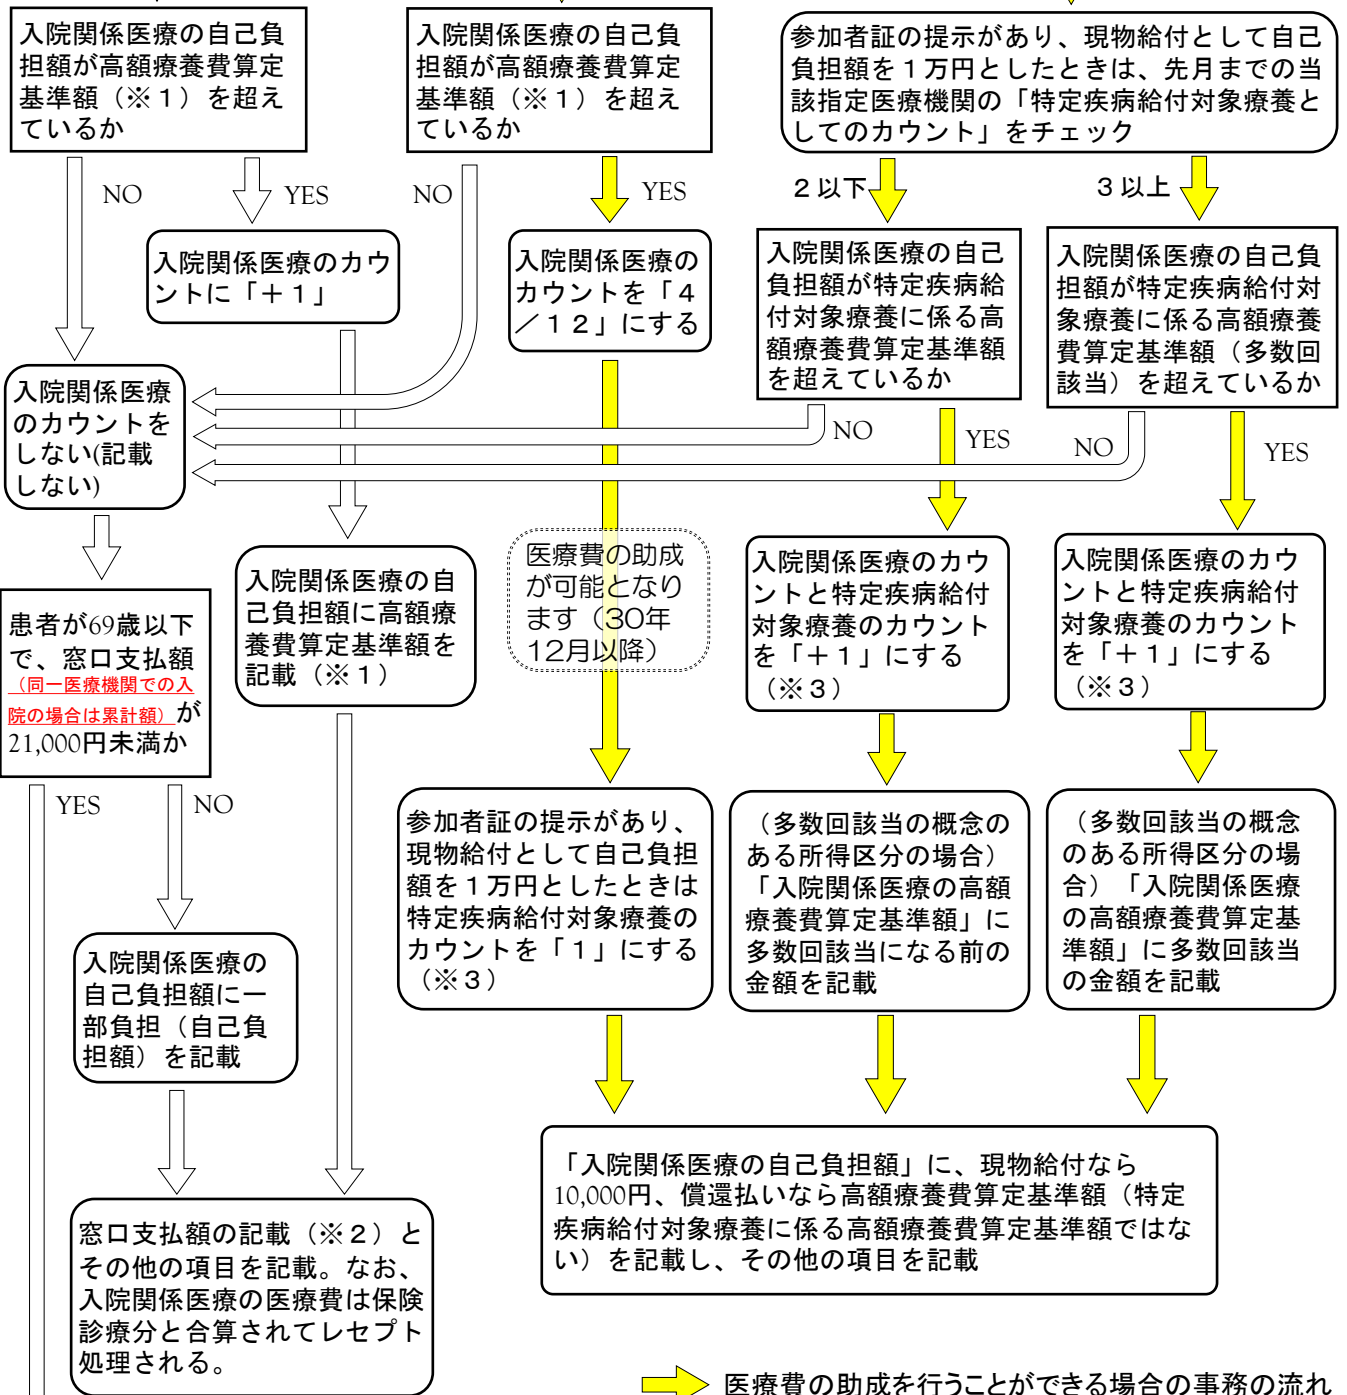 入院関係医療の自己負
担額が高額療養費算定
基準額（※１）を超え
ているか
入院関係医療の自己負
担額が高額療養費算定
基準額（※１）を超え
ているか
参加者証の提示があり、現物給付として自己
負担額を１万円としたときは、先月までの当
該指定医療機関の「特定疾病給付対象療養と
してのカウント」をチェック
NO
YES
NO
YES
２以下
３以上
入院関係医療のカウ
ントに「＋１」
入院関係医療の
カウントを「４
／１２」にする
入院関係医療の自己
負担額が特定疾病給
付対象療養に係る高
額療養費算定基準額
を超えているか
入院関係医療の自己負
担額が特定疾病給付対
象療養に係る高額療養
費算定基準額（多数回
該当）を超えているか
入院関係医療
のカウントを
しない(記載
しない)
NO
YES
NO
YES
入院関係医療の自
己負担額に高額療
養費算定基準額を
記載（※１）
医療費の助成
が可能となり
ます（30年
12月以降）
入院関係医療のカウ
ントと特定疾病給付
対象療養のカウント
を「＋１」にする
（※３）
入院関係医療のカウ
ントと特定疾病給付
対象療養のカウント
を「＋１」にする
（※３）
患者が69歳以下
で、窓口支払額
（同一医療機関での入
院の場合は累計額）が
21,000円未満か
YES
NO
参加者証の提示があり、
現物給付として自己負担
額を１万円としたときは
特定疾病給付対象療養の
カウントを「１」にする
（※３）
（多数回該当の概念の
ある所得区分の場合）
「入院関係医療の高額
療養費算定基準額」に
多数回該当になる前の
金額を記載
（多数回該当の概念
のある所得区分の場
合）「入院関係医療
の高額療養費算定基
準額」に多数回該当
の金額を記載
入院関係医療の
自己負担額に一
部負担（自己負
担額）を記載
「入院関係医療の自己負担額」に、現物給付なら
10,000円、償還払いなら高額療養費算定基準額（特定
疾病給付対象療養に係る高額療養費算定基準額ではな
い）を記載し、その他の項目を記載
窓口支払額の記載（※２）と
その他の項目を記載。なお、
入院関係医療の医療費は保険
診療分と合算されてレセプト
処理される。
医療費の助成を行うことができる場合の事務の流れ